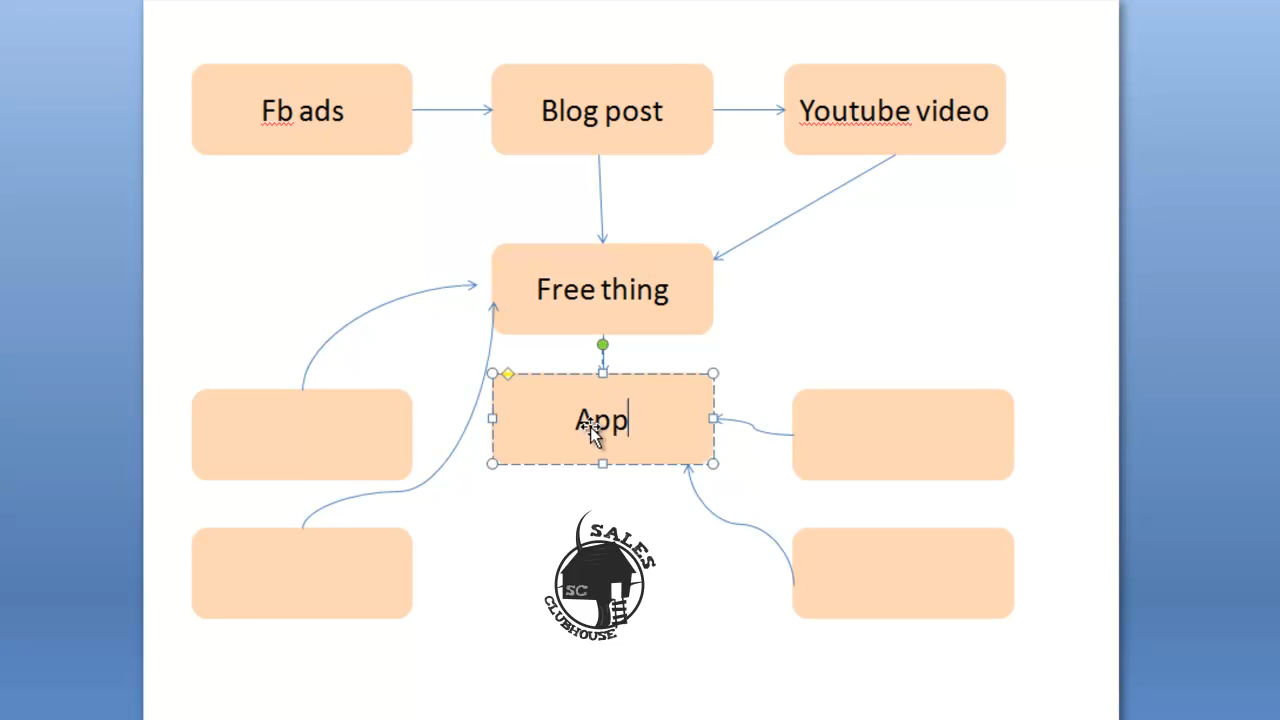 Fb ads
Blog post
Youtube video
Free thing
App
SALES
SC
CLUBHOUSE